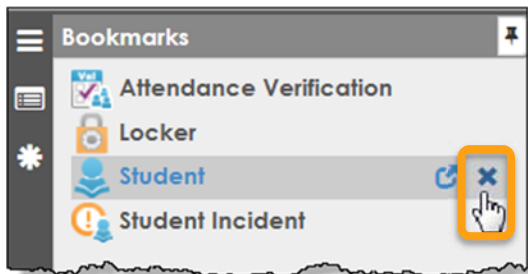 Bookmarks
Val
Attendance Verification
Locker
Student
Student Incident